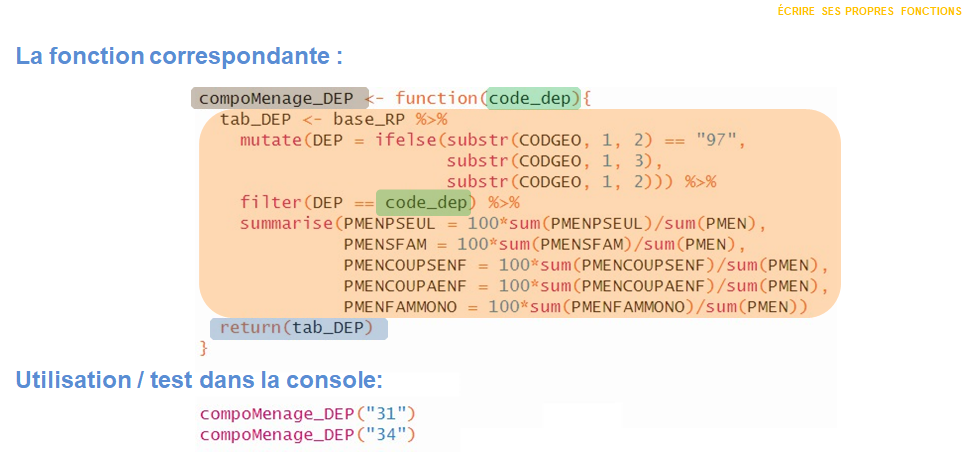 ÉCRIRE SES PROPRES FONCTIONS
La fonction correspondante :
compoMenage_DEP <- function(code_dep){
  tab_DEP <- base_RP %>%
    mutate(DEP = ifelse(substr(CODGEO, 1, 2) == "97",
                        substr(CODGEO, 1, 3),
                        substr(CODGEO, 1, 2))) %>%
    filter(DEP == code_dep) %>%
    summarise(PMENPSEUL = 100*sum(PMENPSEUL)/sum(PMEN),
              PMENSFAM = 100*sum(PMENSFAM)/sum(PMEN),
              PMENCOUPSENF = 100*sum(PMENCOUPSENF)/sum(PMEN),
              PMENCOUPAENF = 100*sum(PMENCOUPAENF)/sum(PMEN),
              PMENFAMMONO = 100*sum(PMENFAMMONO)/sum(PMEN))
  return(tab_DEP)
}
Utilisation / test dans la console:
compoMenage_DEP("31")
compoMenage_DEP("34")